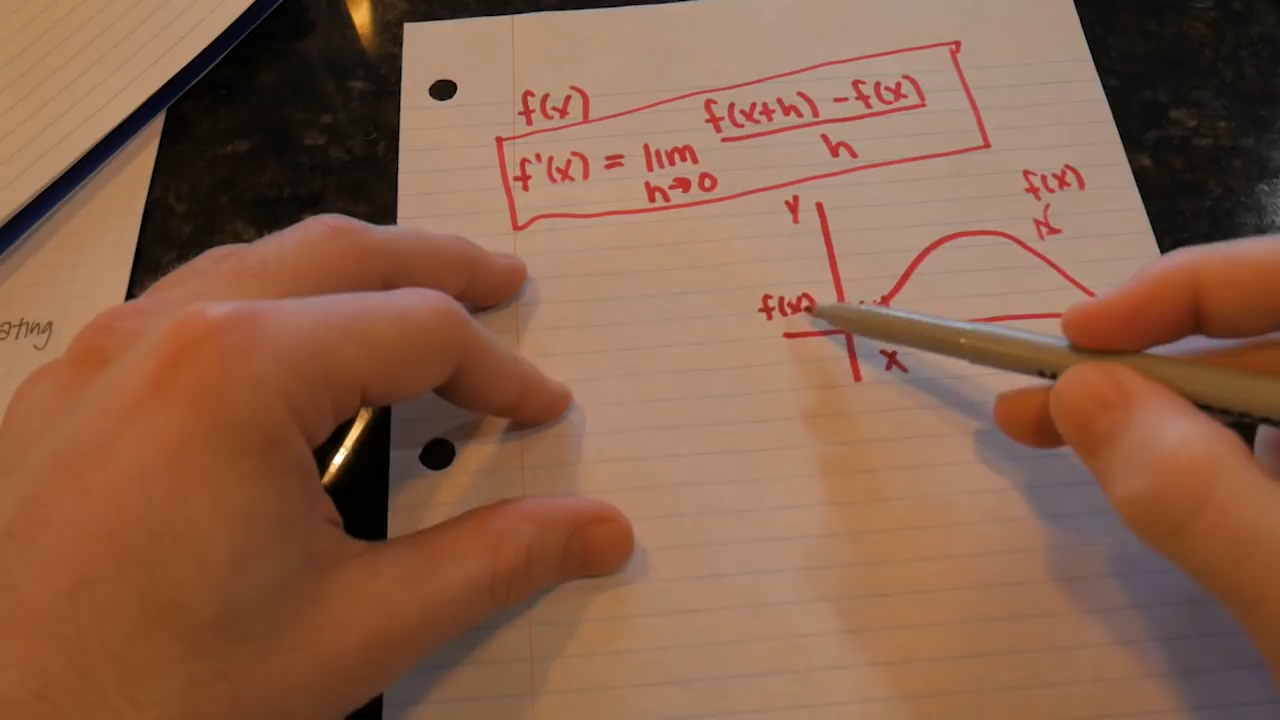 f(x)
f'(x) = lim h→0 f(x+h) - f(x) / h
f(x)
Y
f(x)
X
ating